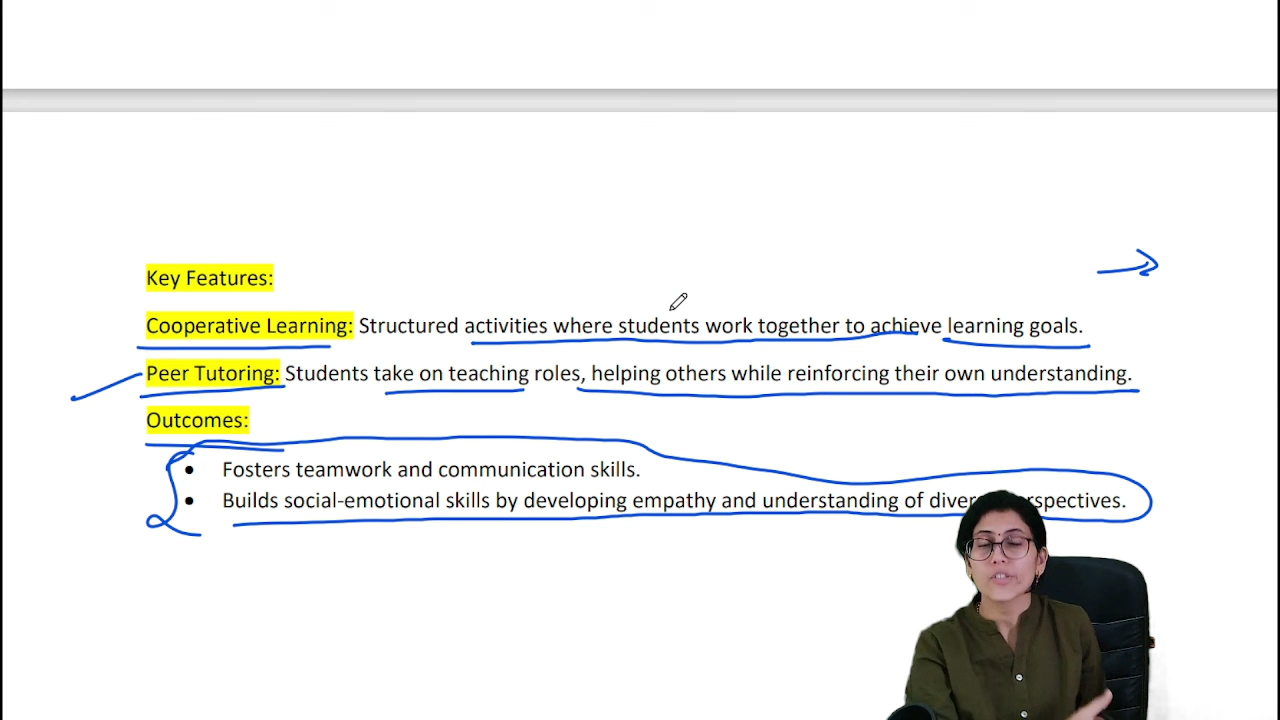 Key Features:
Cooperative Learning: Structured activities where students work together to achieve learning goals.
Peer Tutoring: Students take on teaching roles, helping others while reinforcing their own understanding.
Outcomes:
• Fosters teamwork and communication skills.
• Builds social-emotional skills by developing empathy and understanding of diverse perspectives.